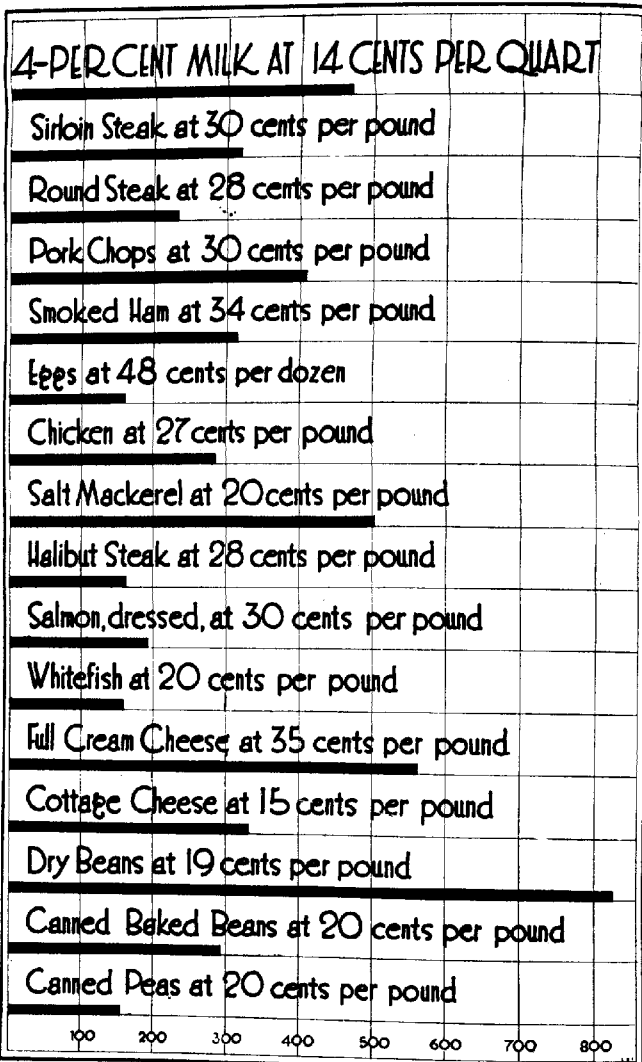 4-PER CENT MILK AT 14 CENTS PER QUART
Sirloin Steak at 30 cents per pound
Round Steak at 28 cents per pound
Pork Chops at 30 cents per pound
Smoked Ham at 34 cents per pound
Eggs at 48 cents per dozen
Chicken at 27 cents per pound
Salt Mackerel at 20 cents per pound
Halibut Steak at 28 cents per pound
Salmon, dressed, at 30 cents per pound
Whitefish at 20 cents per pound
Full Cream Cheese at 35 cents per pound
Cottage Cheese at 15 cents per pound
Dry Beans at 19 cents per pound
Canned Baked Beans at 20 cents per pound
Canned Peas at 20 cents per pound
100 200 300 400 500 600 700 800